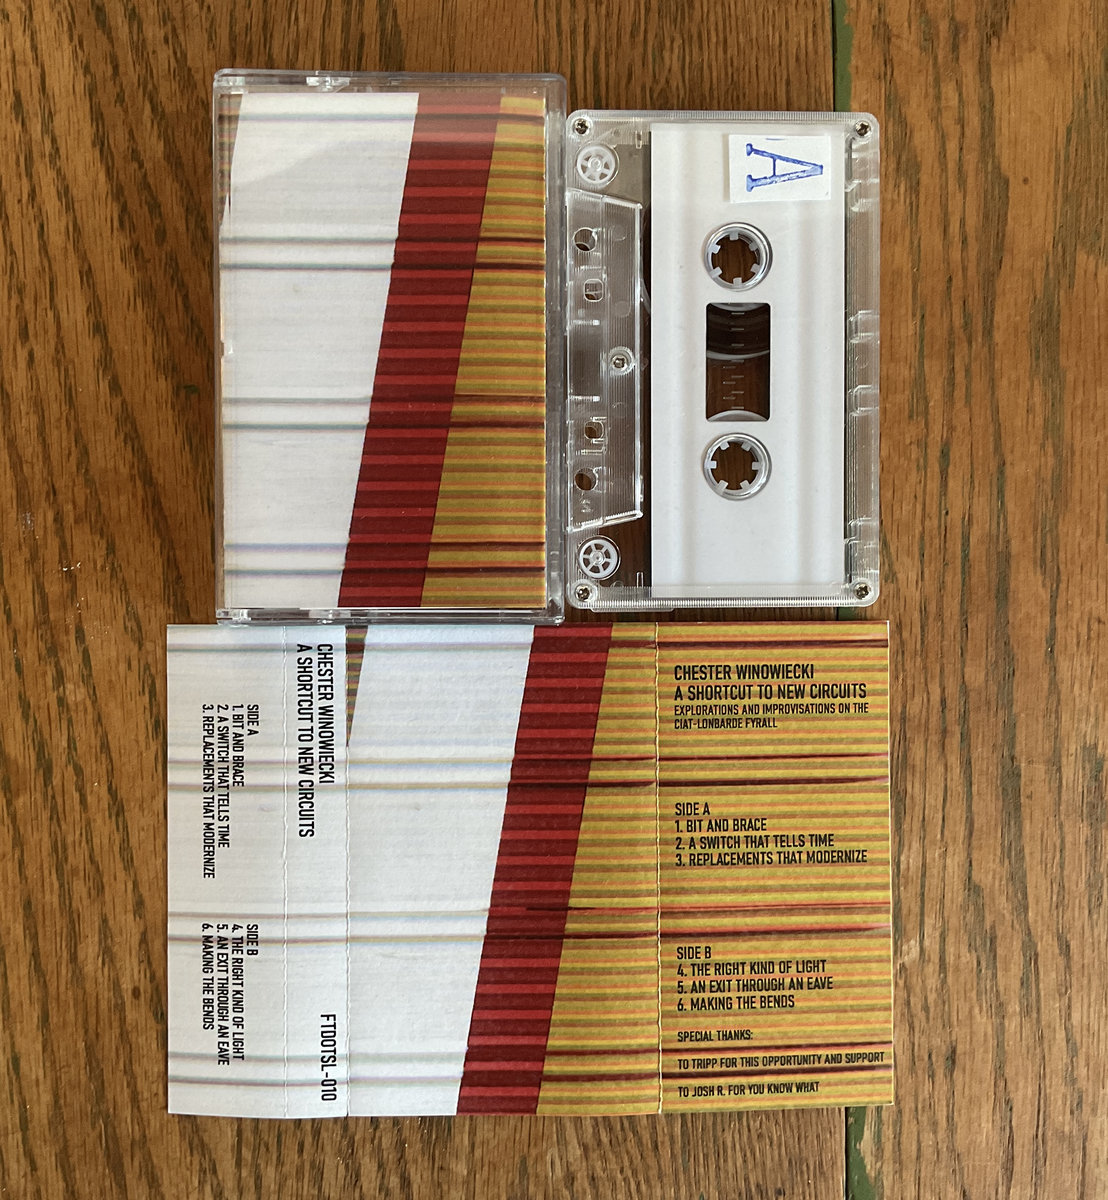 A
CHESTER WINOWIECKI
A SHORTCUT TO NEW CIRCUITS
FTDOTSL-010
SIDE A
1. BIT AND BRACE
2. A SWITCH THAT TELLS TIME
3. REPLACEMENTS THAT MODERNIZE
SIDE B
4. THE RIGHT KIND OF LIGHT
5. AN EXIT THROUGH AN EAVE
6. MAKING THE BENDS
CHESTER WINOWIECKI
A SHORTCUT TO NEW CIRCUITS
EXPLORATIONS AND IMPROVISATIONS ON THE
CIAT-LONBARDE FYRALL
SIDE A
1. BIT AND BRACE
2. A SWITCH THAT TELLS TIME
3. REPLACEMENTS THAT MODERNIZE
SIDE B
4. THE RIGHT KIND OF LIGHT
5. AN EXIT THROUGH AN EAVE
6. MAKING THE BENDS
SPECIAL THANKS:
TO TRIPP FOR THIS OPPORTUNITY AND SUPPORT
TO JOSH R. FOR YOU KNOW WHAT